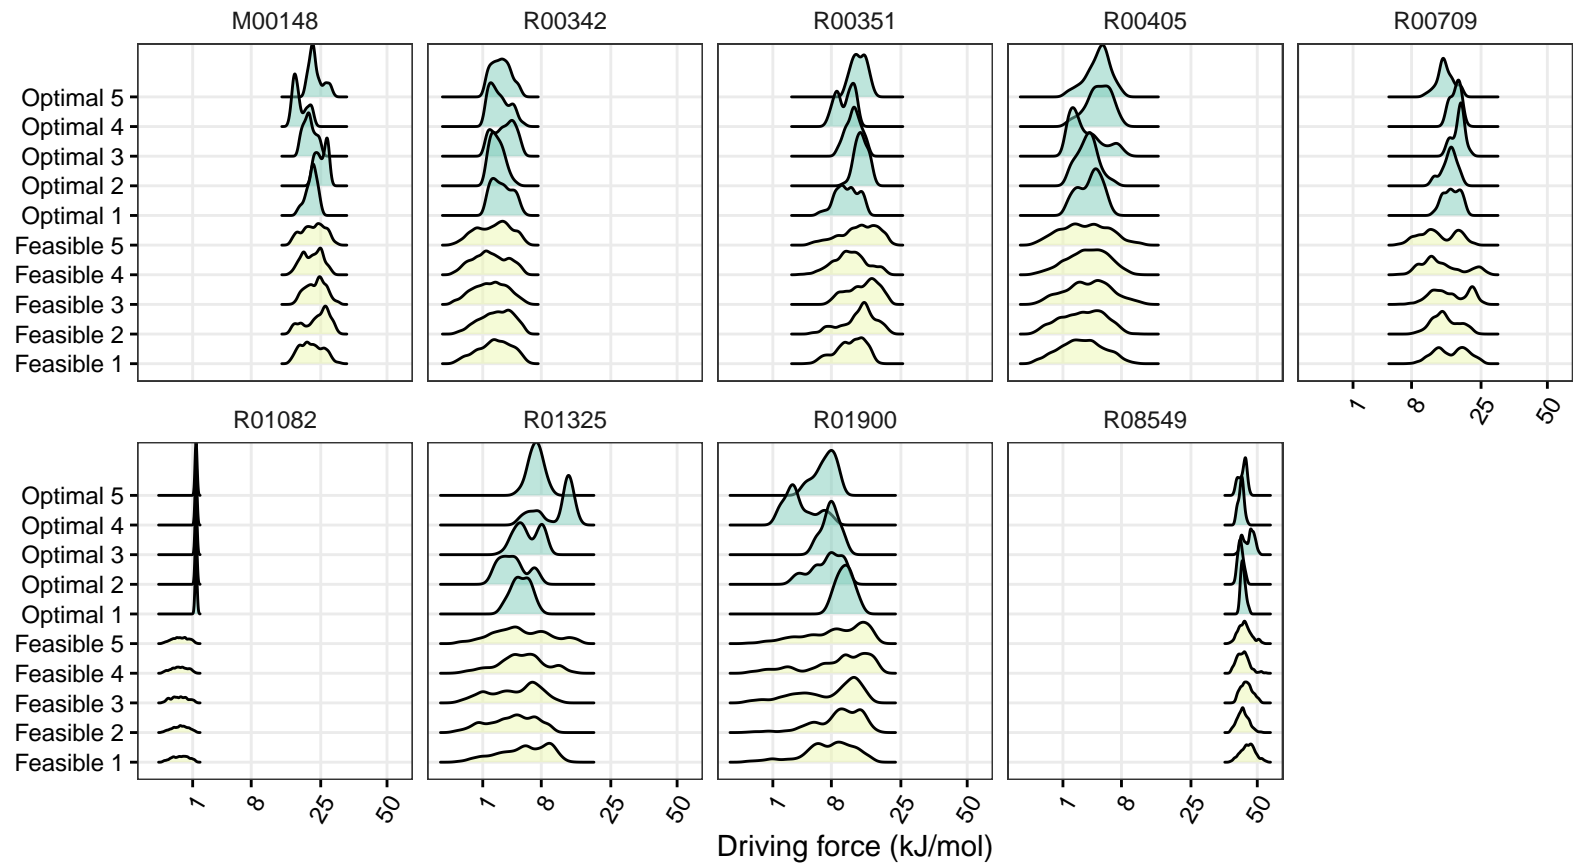 M00148 R00342 R00351 R00405 R00709
Optimal 5
Optimal 4
Optimal 3
Optimal 2
Optimal 1
Feasible 5
Feasible 4
Feasible 3
Feasible 2
Feasible 1
1 8 25 50
R01082 R01325 R01900 R08549
Optimal 5
Optimal 4
Optimal 3
Optimal 2
Optimal 1
Feasible 5
Feasible 4
Feasible 3
Feasible 2
Feasible 1
1 8 25 50 1 8 25 50 1 8 25 50 1 8 25 50
Driving force (kJ/mol)